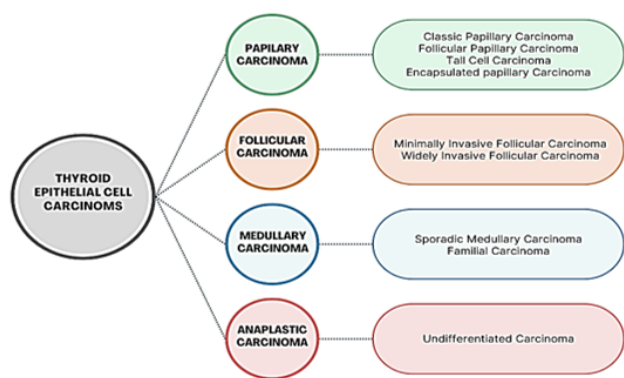 THYROID
EPITHELIAL CELL
CARCINOMS
PAPILLARY
CARCINOMA
Classic Papillary Carcinoma
Follicular Papillary Carcinoma
Tall Cell Carcinoma
Encapsulated papillary Carcinoma
FOLLICULAR
CARCINOMA
Minimally Invasive Follicular Carcinoma
Widely Invasive Follicular Carcinoma
MEDULLARY
CARCINOMA
Sporadic Medullary Carcinoma
Familial Carcinoma
ANAPLASTIC
CARCINOMA
Undifferentiated Carcinoma